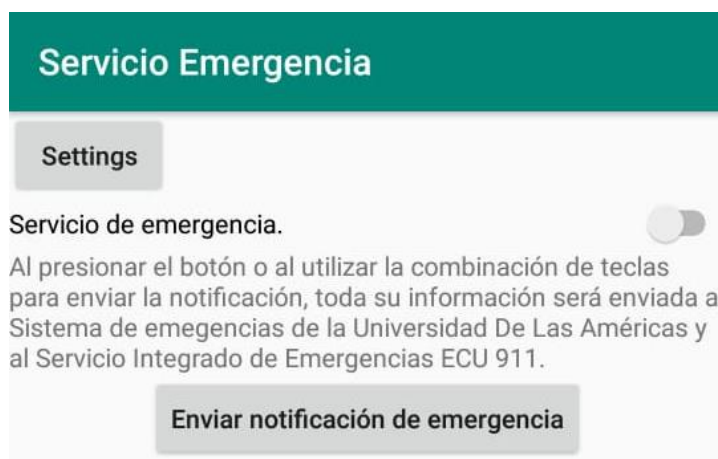 Servicio Emergencia
Settings
Servicio de emergencia.
Al presionar el botón o al utilizar la combinación de teclas
para enviar la notificación, toda su información será enviada a
Sistema de emegencias de la Universidad De Las Américas y
al Servicio Integrado de Emergencias ECU 911.
Enviar notificación de emergencia